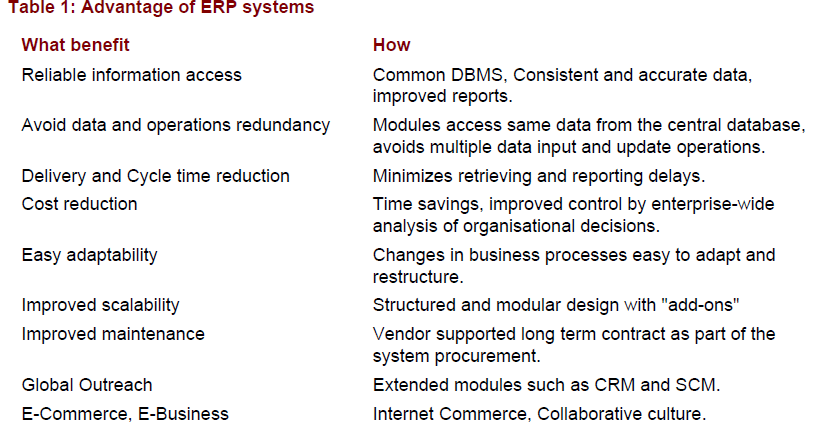 Table 1: Advantage of ERP systems
What benefit How
Reliable information access Common DBMS, Consistent and accurate data,
improved reports.
Avoid data and operations redundancy Modules access same data from the central database,
avoids multiple data input and update operations.
Delivery and Cycle time reduction Minimizes retrieving and reporting delays.
Cost reduction Time savings, improved control by enterprise-wide
analysis of organisational decisions.
Easy adaptability Changes in business processes easy to adapt and
restructure.
Improved scalability Structured and modular design with "add-ons"
Improved maintenance Vendor supported long term contract as part of the
system procurement.
Global Outreach Extended modules such as CRM and SCM.
E-Commerce, E-Business Internet Commerce, Collaborative culture.